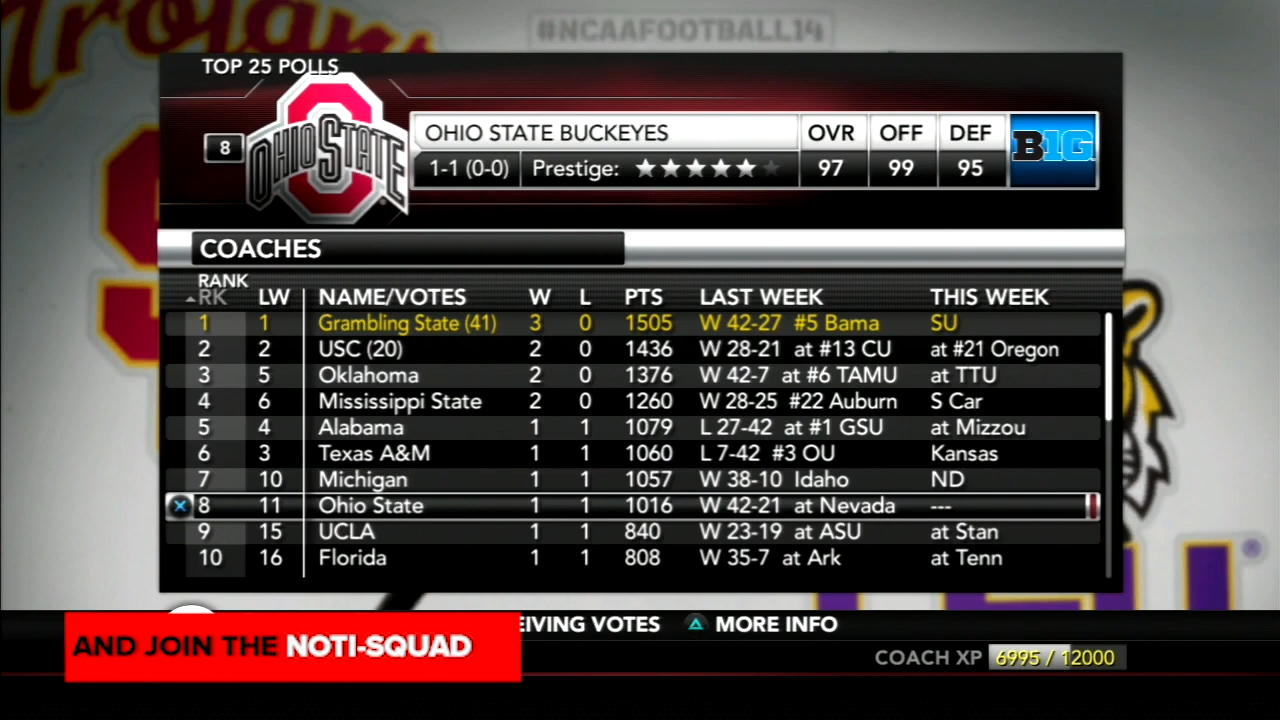 Trojans
#NCAAFOOTBALL14
TOP 25 POLLS
8
OHIO STATE
OHIO STATE BUCKEYES OVR OFF DEF
B1G
1-1 (0-0) Prestige: 97 99 95
COACHES
RANK
RK LW NAME/VOTES W L PTS LAST WEEK THIS WEEK
1 1 Grambling State (41) 3 0 1505 W 42-27 #5 Bama SU
2 2 USC (20) 2 0 1436 W 28-21 at #13 CU at #21 Oregon
3 5 Oklahoma 2 0 1376 W 42-7 at #6 TAMU at TTU
4 6 Mississippi State 2 0 1260 W 28-25 #22 Auburn S Car
5 4 Alabama 1 1 1079 L 27-42 at #1 GSU at Mizzou
6 3 Texas A&M 1 1 1060 L 7-42 #3 OU Kansas
7 10 Michigan 1 1 1057 W 38-10 Idaho ND
8 11 Ohio State 1 1 1016 W 42-21 at Nevada ---
9 15 UCLA 1 1 840 W 23-19 at ASU at Stan
10 16 Florida 1 1 808 W 35-7 at Ark at Tenn
EIVING VOTES MORE INFO
AND JOIN THE NOTI-SQUAD
COACH XP 6995 / 12000